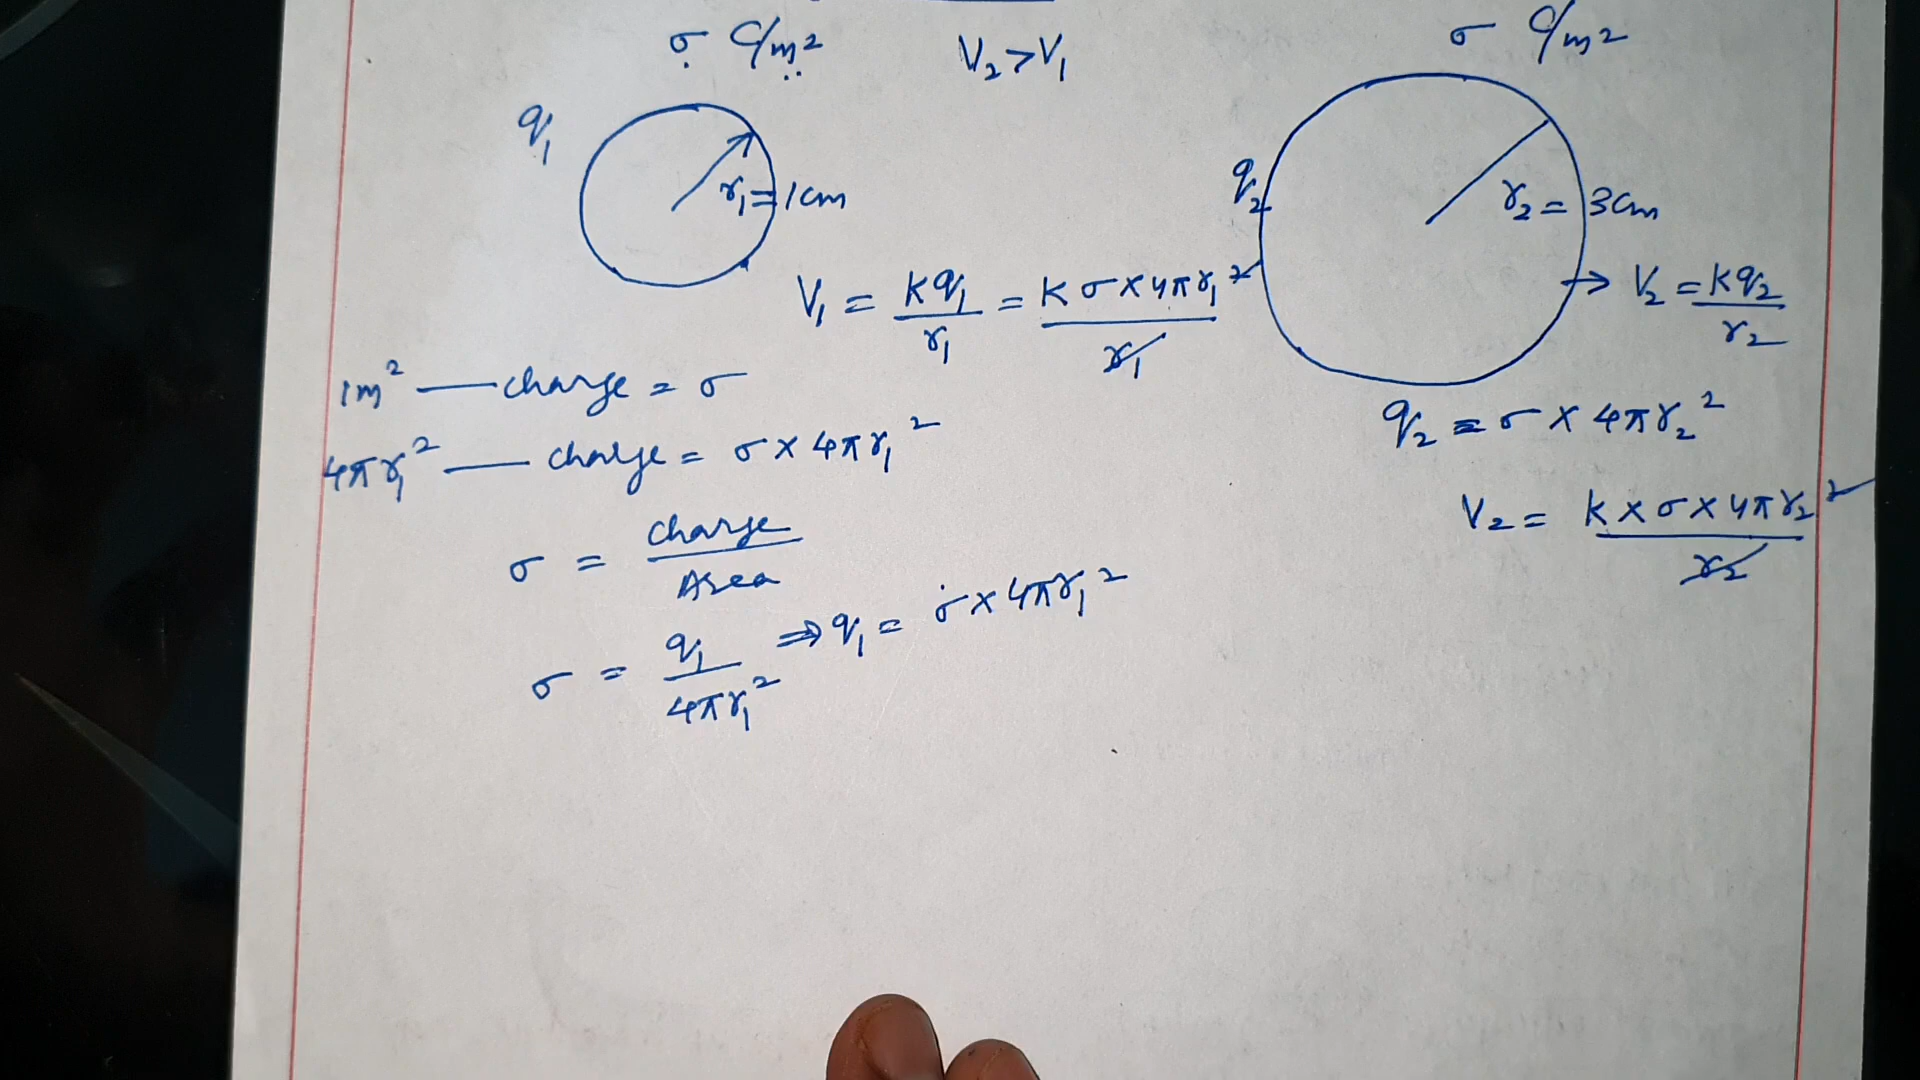 σ C/m²
V₂ > V₁
σ C/m²
q₁
r₁ = 1cm
q₂
r₂ = 3cm
V₁ = kq₁/r₁ = kσ×4πr₁²/r₁
→ V₂ = kq₂/r₂
1m² — charge = σ
4πr₁² — charge = σ × 4πr₁²
q₂ = σ × 4πr₂²
σ = charge/Area
V₂ = k×σ×4πr₂²/r₂
σ = q₁/4πr₁² ⇒ q₁ = σ×4πr₁²